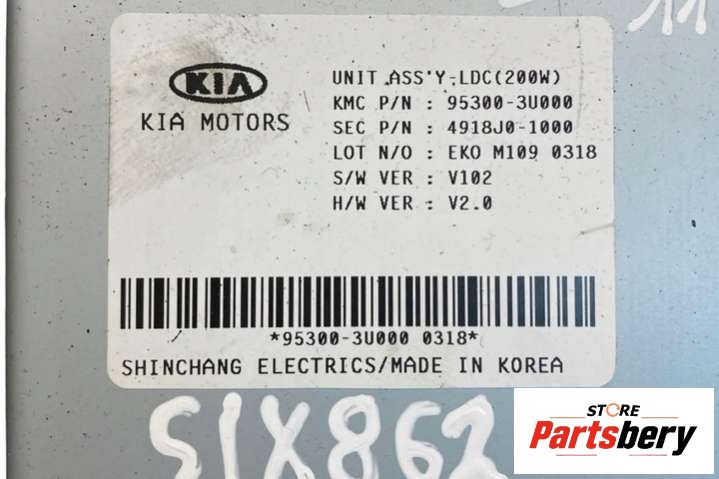 KIA
KIA MOTORS
UNIT ASS'Y-LDC(200W)
KMC P/N : 95300-3U000
SEC P/N : 4918J0-1000
LOT N/O : EKO M109 0318
S/W VER : V102
H/W VER : V2.0
*95300-3U000 0318*
SHINCHANG ELECTRICS/MADE IN KOREA
S1X862
STORE
Partsbery